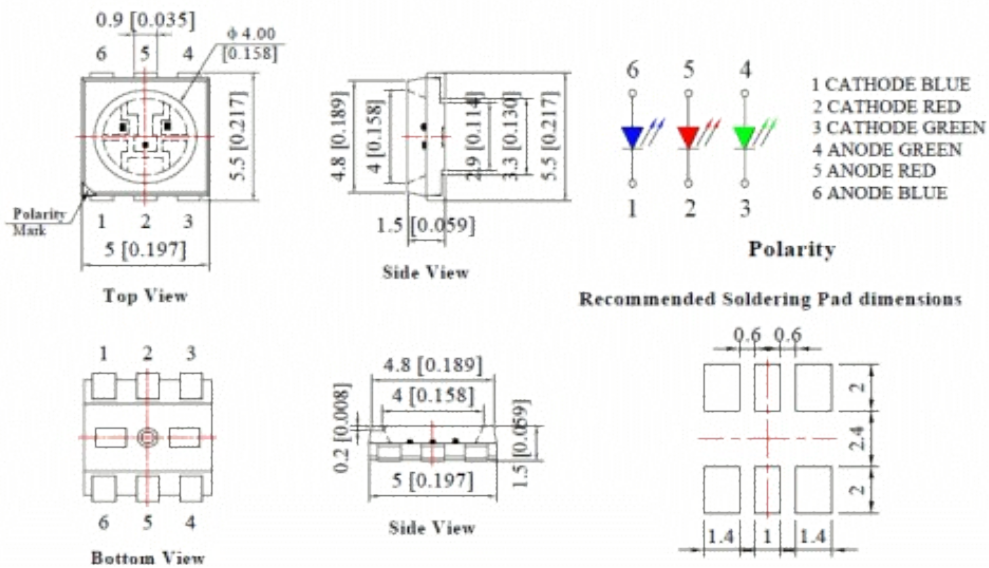 0.9 [0.035]
ϕ 4.00
[0.158]
6 5 4
5.5 [0.217]
Polarity
Mark
1 2 3
5 [0.197]
Top View
4.8 [0.189]
4 [0.158]
2.9 [0.114]
3.3 [0.130]
5.5 [0.217]
1.5 [0.059]
Side View
6 5 4
1 2 3
1 CATHODE BLUE
2 CATHODE RED
3 CATHODE GREEN
4 ANODE GREEN
5 ANODE RED
6 ANODE BLUE
Polarity
Recommended Soldering Pad dimensions
1 2 3
6 5 4
Bottom View
4.8 [0.189]
4 [0.158]
0.2 [0.008]
1.5 [0.059]
5 [0.197]
Side View
0.6 0.6
2
2.4
2
1.4 1 1.4